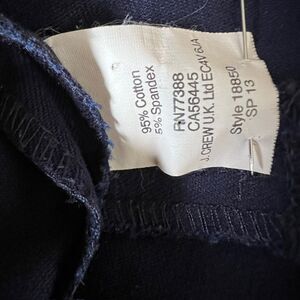 95% Cotton
5% Spandex
RN77388
CA56445
J.CREW U.K. Ltd EC4V 6JA
Style 18850
SP 13